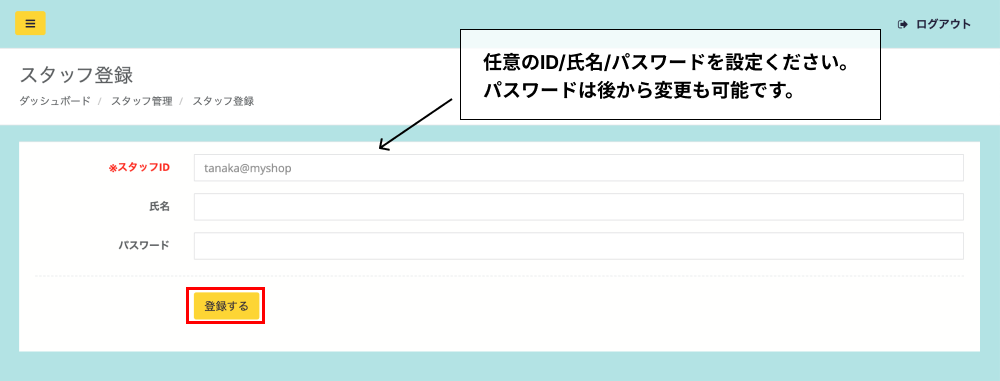 ログアウト
スタッフ登録
ダッシュボード / スタッフ管理 / スタッフ登録
任意のID/氏名/パスワードを設定ください。
パスワードは後から変更も可能です。
※スタッフID tanaka@myshop
氏名
パスワード
登録する